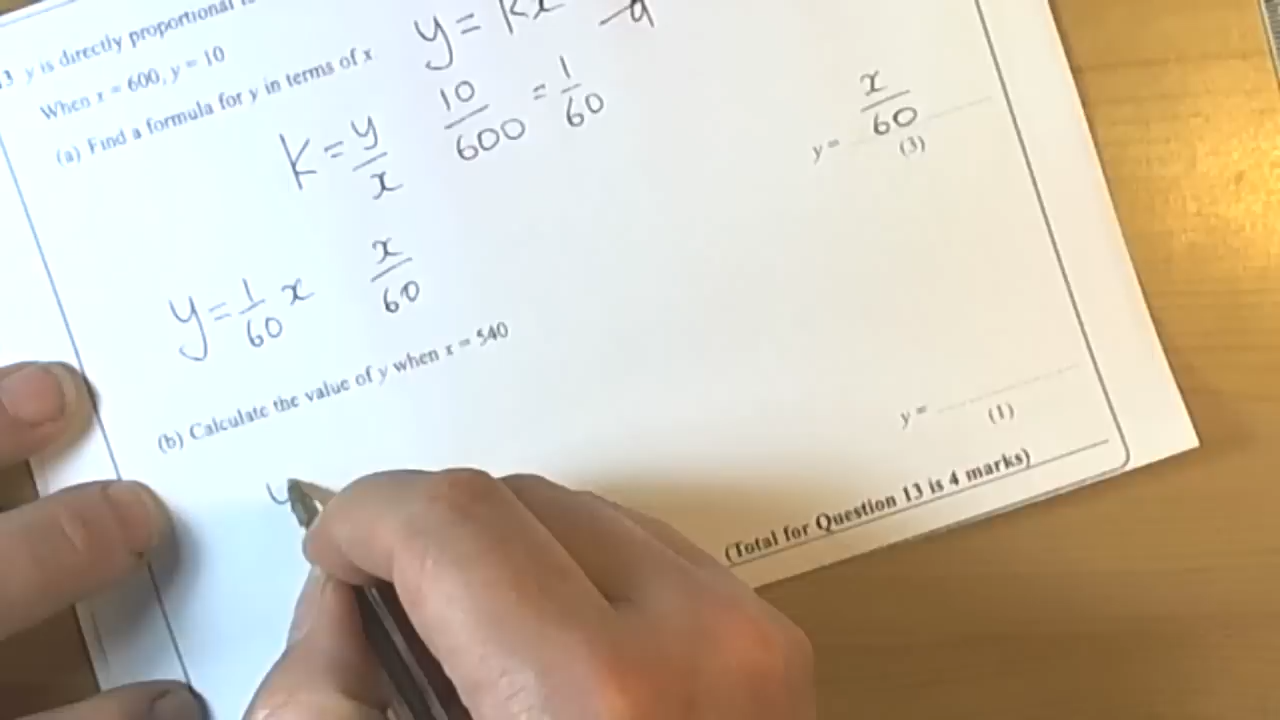 3 y is directly proportional
y = kx
When x = 600, y = 10
(a) Find a formula for y in terms of x
k = y/x 10/600 = 1/60
y = x/60
(3)
y = 1/60 x x/60
(b) Calculate the value of y when x = 540
y =
(1)
y
(Total for Question 13 is 4 marks)